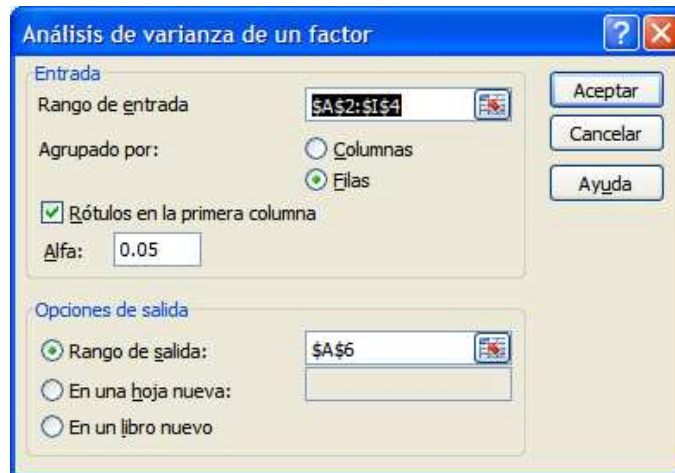 Análisis de varianza de un factor
Entrada
Rango de entrada $A$2:$I$4
Aceptar
Cancelar
Ayuda
Agrupado por: Columnas
Filas
Rótulos en la primera columna
Alfa: 0.05
Opciones de salida
Rango de salida: $A$6
En una hoja nueva:
En un libro nuevo